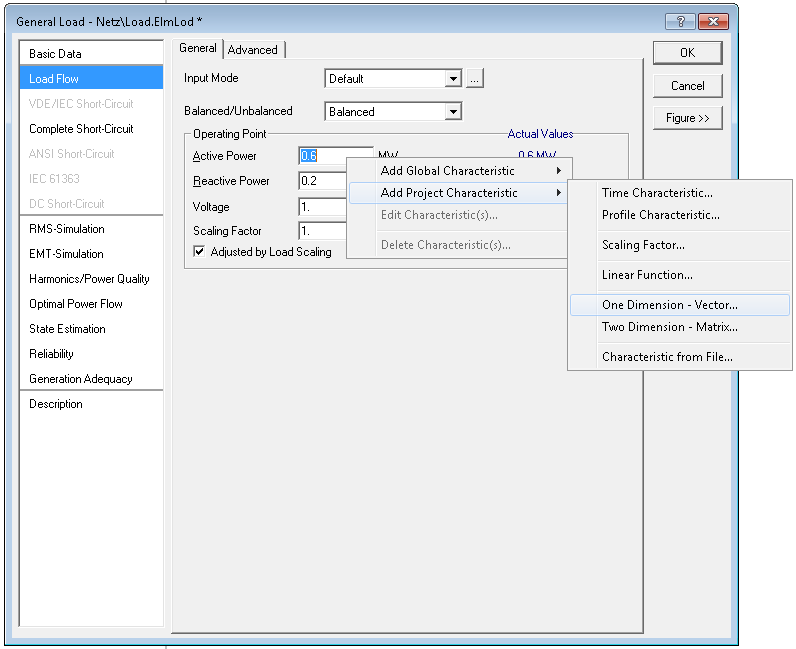 General Load - Netz\Load.ElmLod *
?
Basic Data
Load Flow
VDE/IEC Short-Circuit
Complete Short-Circuit
ANSI Short-Circuit
IEC 61363
DC Short-Circuit
RMS-Simulation
EMT-Simulation
Harmonics/Power Quality
Optimal Power Flow
State Estimation
Reliability
Generation Adequacy
Description
General Advanced
Input Mode Default ...
Balanced/Unbalanced Balanced
Operating Point Actual Values
Active Power 0.6 MW 0.6 MW
Reactive Power 0.2
Voltage 1.
Scaling Factor 1.
Adjusted by Load Scaling
Add Global Characteristic
Add Project Characteristic
Edit Characteristic(s)...
Delete Characteristic(s)...
Time Characteristic...
Profile Characteristic...
Scaling Factor...
Linear Function...
One Dimension - Vector...
Two Dimension - Matrix...
Characteristic from File...
OK
Cancel
Figure >>